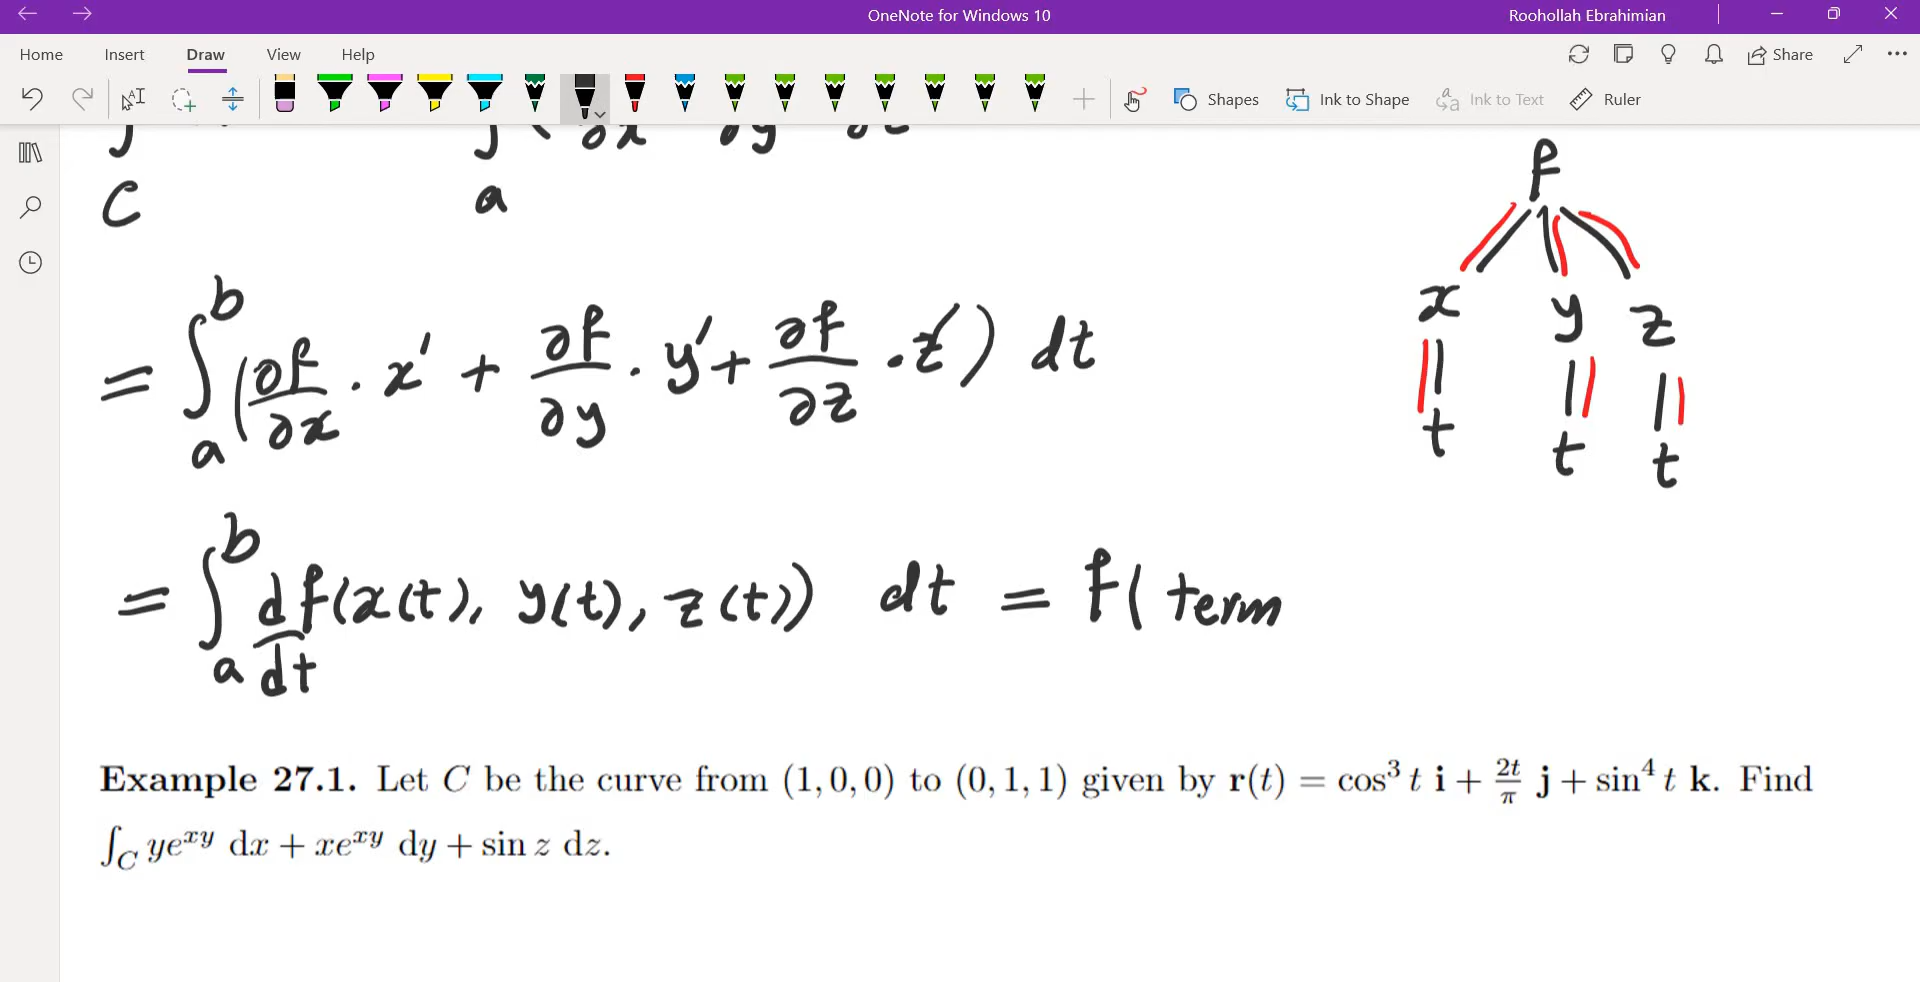 OneNote for Windows 10
Roohollah Ebrahimian
Home Insert Draw View Help
Share
Shapes Ink to Shape Ink to Text Ruler
∂x ∂y ∂z
C a
f
x y z
t t t
= ∫_a^b (∂f/∂x · x' + ∂f/∂y · y' + ∂f/∂z · z') dt
= ∫_a^b d/dt f(x(t), y(t), z(t)) dt = f( term
Example 27.1. Let C be the curve from (1, 0, 0) to (0, 1, 1) given by r(t) = cos³ t i + 2t/π j + sin⁴ t k. Find
∫_C ye^{xy} dx + xe^{xy} dy + sin z dz.